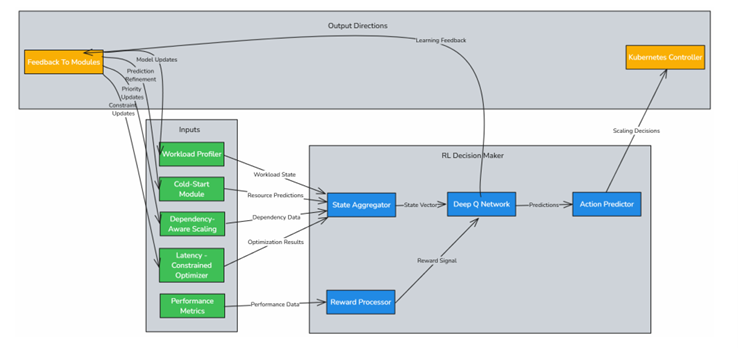 Output Directions
Learning Feedback
Feedback To Modules
Model Updates
Kubernetes Controller
Prediction
Refinement
Priority
Updates
Constraint
Updates
Inputs
Scaling Decisions
Workload Profiler
RL Decision Maker
Workload State
Cold-Start
Module
Resource Predictions
State Aggregator
State Vector
Deep Q Network
Predictions
Action Predictor
Dependency-
Aware Scaling
Dependency Data
Optimization Results
Latency -
Constrained
Optimizer
Reward Signal
Performance
Metrics
Performance Data
Reward Processor